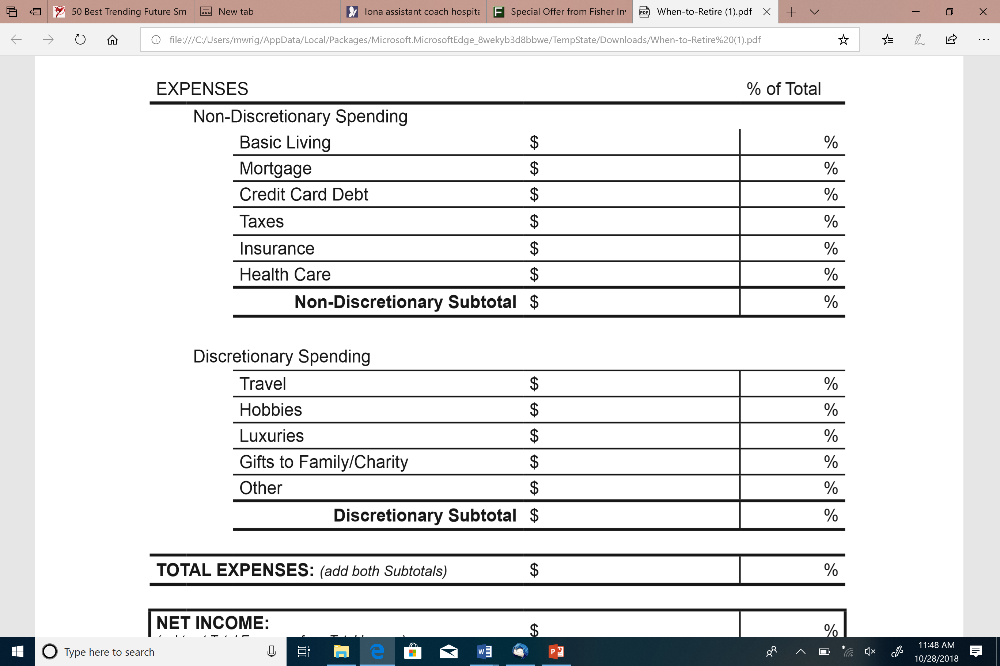 50 Best Trending Future Sm New tab Iona assistant coach hospita Special Offer from Fisher In When-to-Retire (1).pdf
file:///C:/Users/mwrig/AppData/Local/Packages/Microsoft.MicrosoftEdge_8wekyb3d8bbwe/TempState/Downloads/When-to-Retire%20(1).pdf
EXPENSES % of Total
Non-Discretionary Spending
Basic Living $ %
Mortgage $ %
Credit Card Debt $ %
Taxes $ %
Insurance $ %
Health Care $ %
Non-Discretionary Subtotal $ %
Discretionary Spending
Travel $ %
Hobbies $ %
Luxuries $ %
Gifts to Family/Charity $ %
Other $ %
Discretionary Subtotal $ %
TOTAL EXPENSES: (add both Subtotals) $ %
NET INCOME: $ %
Type here to search
11:48 AM
10/28/2018